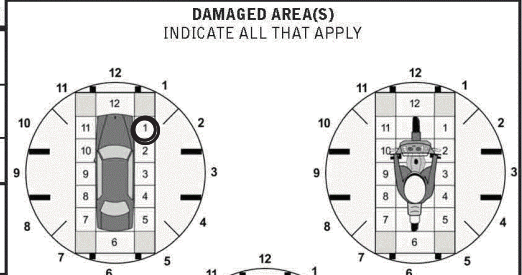 DAMAGED AREA(S)
INDICATE ALL THAT APPLY
12 12
11 1 11 1
12 12
10 11 1 2 10 11 1 2
10 2 10 2
9 9 3 3 9 9 3 3
8 4 8 4
8 7 5 4 8 7 5 4
6 6
7 5 7 5
6 12 6
11 1